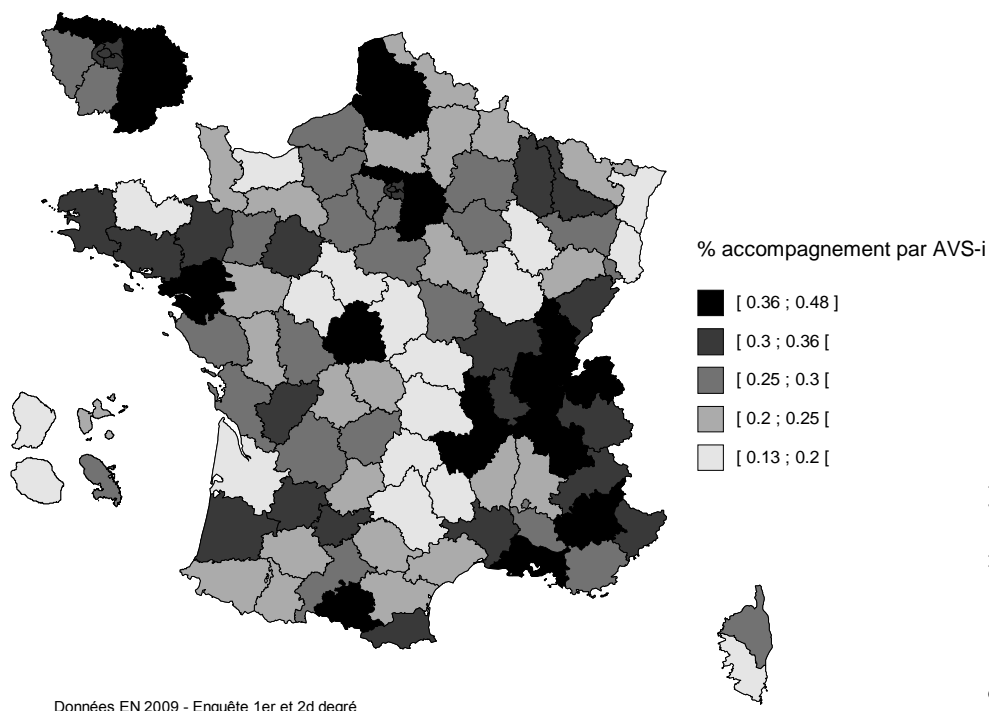 % accompagnement par AVS-i
[ 0.36 ; 0.48 ]
[ 0.3 ; 0.36 [
[ 0.25 ; 0.3 [
[ 0.2 ; 0.25 [
[ 0.13 ; 0.2 [
Données EN 2009 - Enquête 1er et 2d degré